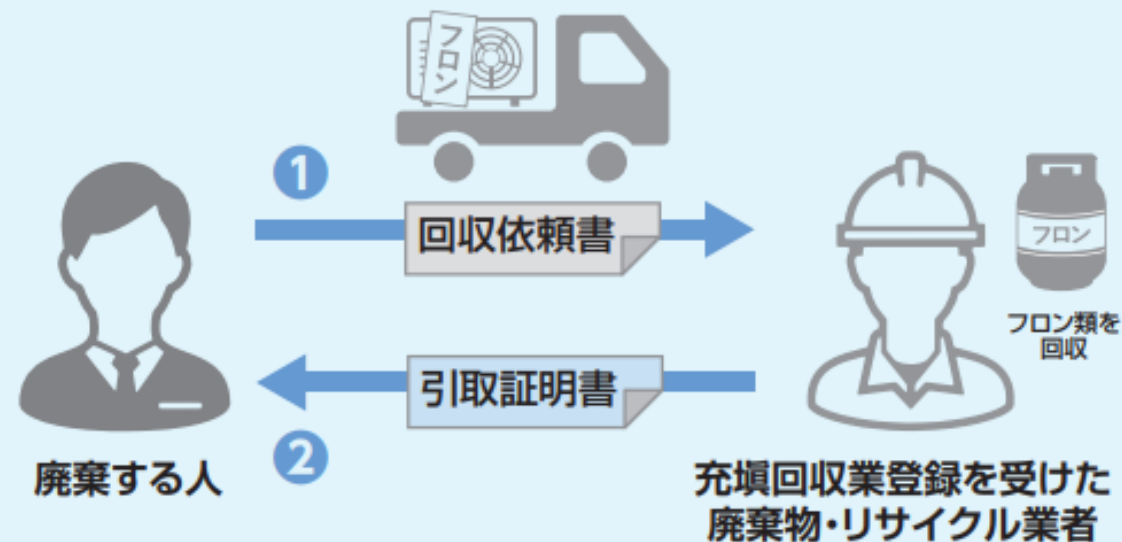 フロン
1
回収依頼書
フロン
フロン類を
回収
引取証明書
2
廃棄する人
充塡回収業登録を受けた
廃棄物・リサイクル業者